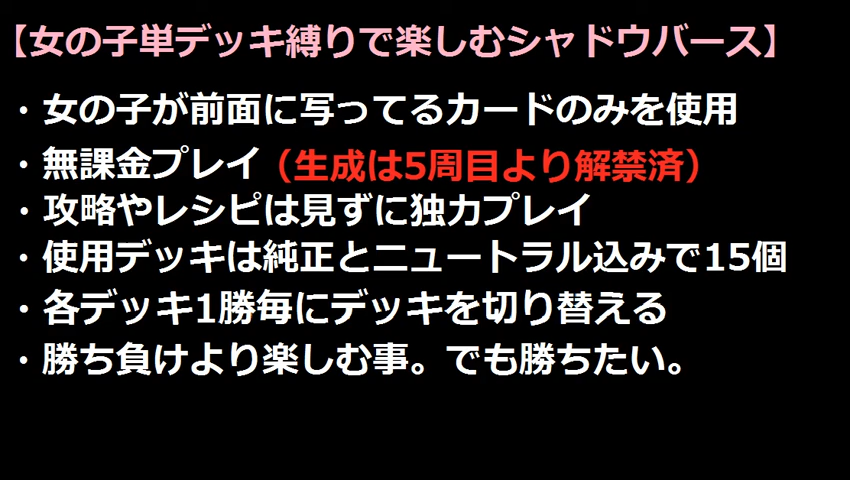 【女の子単デッキ縛りで楽しむシャドウバース】
・女の子が前面に写ってるカードのみを使用
・無課金プレイ（生成は5周目より解禁済）
・攻略やレシピは見ずに独力プレイ
・使用デッキは純正とニュートラル込みで15個
・各デッキ1勝毎にデッキを切り替える
・勝ち負けより楽しむ事。でも勝ちたい。